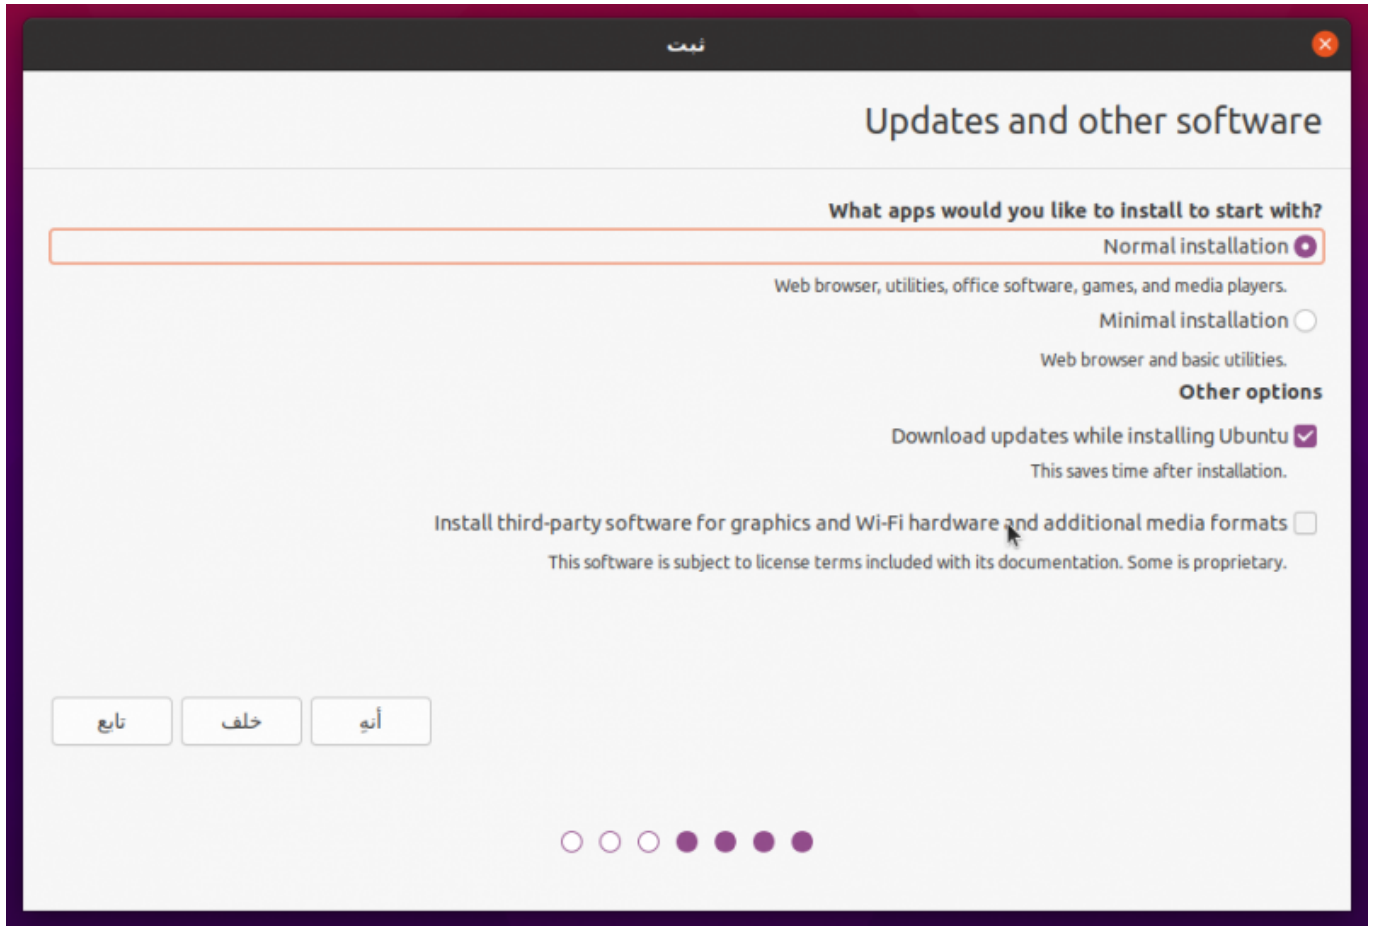 ثبت
Updates and other software
What apps would you like to install to start with?
Normal installation
Web browser, utilities, office software, games, and media players.
Minimal installation
Web browser and basic utilities.
Other options
Download updates while installing Ubuntu
This saves time after installation.
Install third-party software for graphics and Wi-Fi hardware and additional media formats
This software is subject to license terms included with its documentation. Some is proprietary.
أنهِ خلف تابع